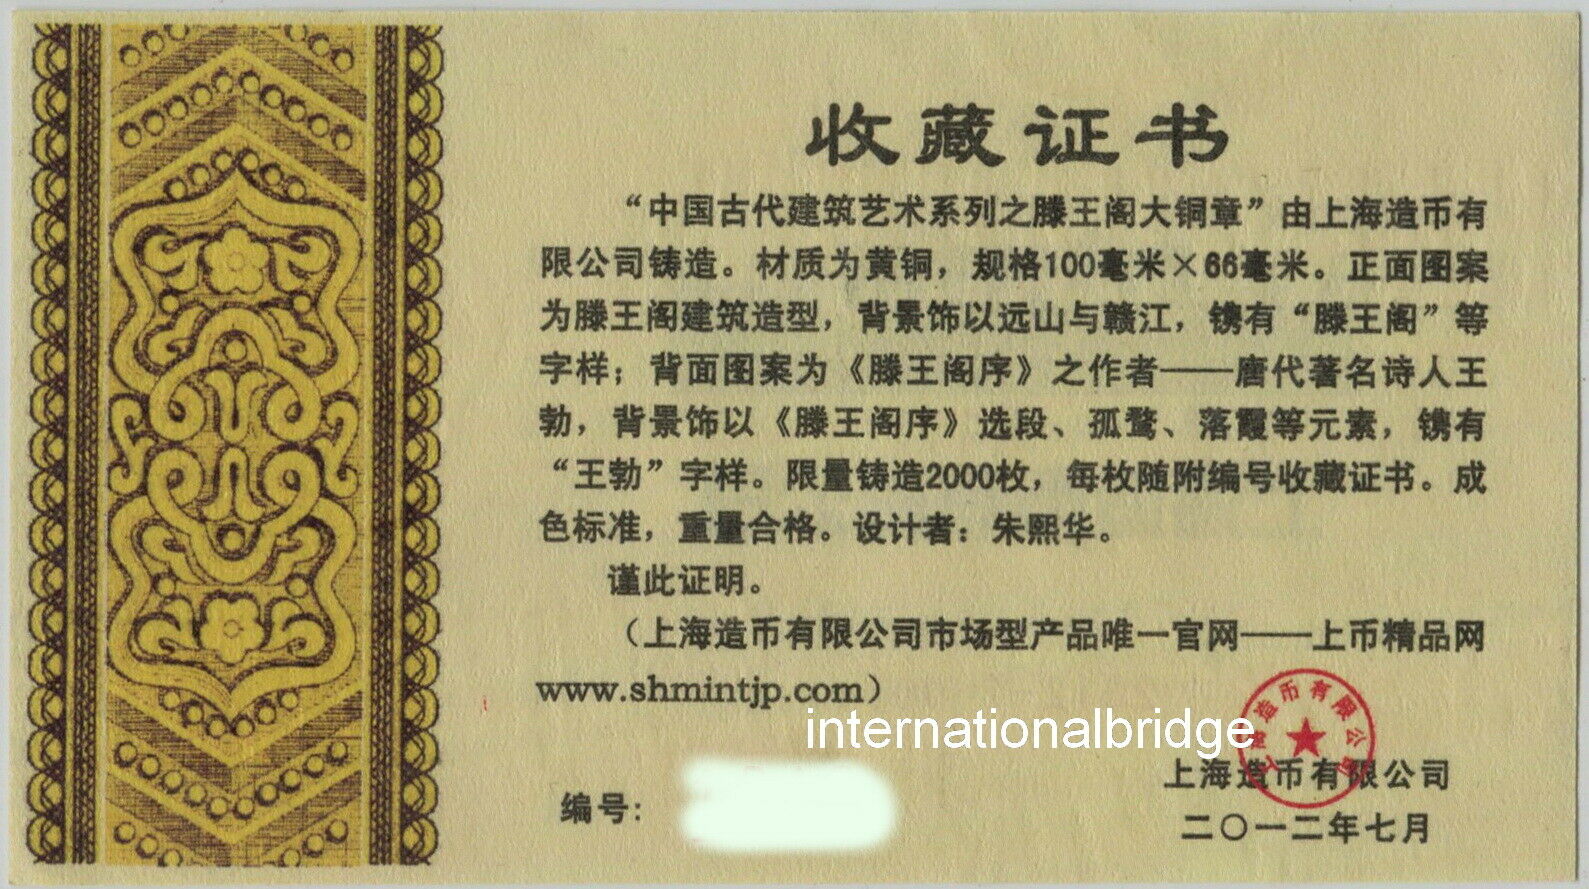 收藏证书
“中国古代建筑艺术系列之滕王阁大铜章”由上海造币有
限公司铸造。材质为黄铜，规格100毫米×66毫米。正面图案
为滕王阁建筑造型，背景饰以远山与赣江，镌有“滕王阁”等
字样；背面图案为《滕王阁序》之作者——唐代著名诗人王
勃，背景饰以《滕王阁序》选段、孤鹜、落霞等元素，镌有
“王勃”字样。限量铸造2000枚，每枚随附编号收藏证书。成
色标准，重量合格。设计者：朱熙华。
谨此证明。
（上海造币有限公司市场型产品唯一官网——上币精品网
www.shmintjp.com）
internationalbridge
上海造币有限公司
上海造币有限公司
编号：
二〇一二年七月